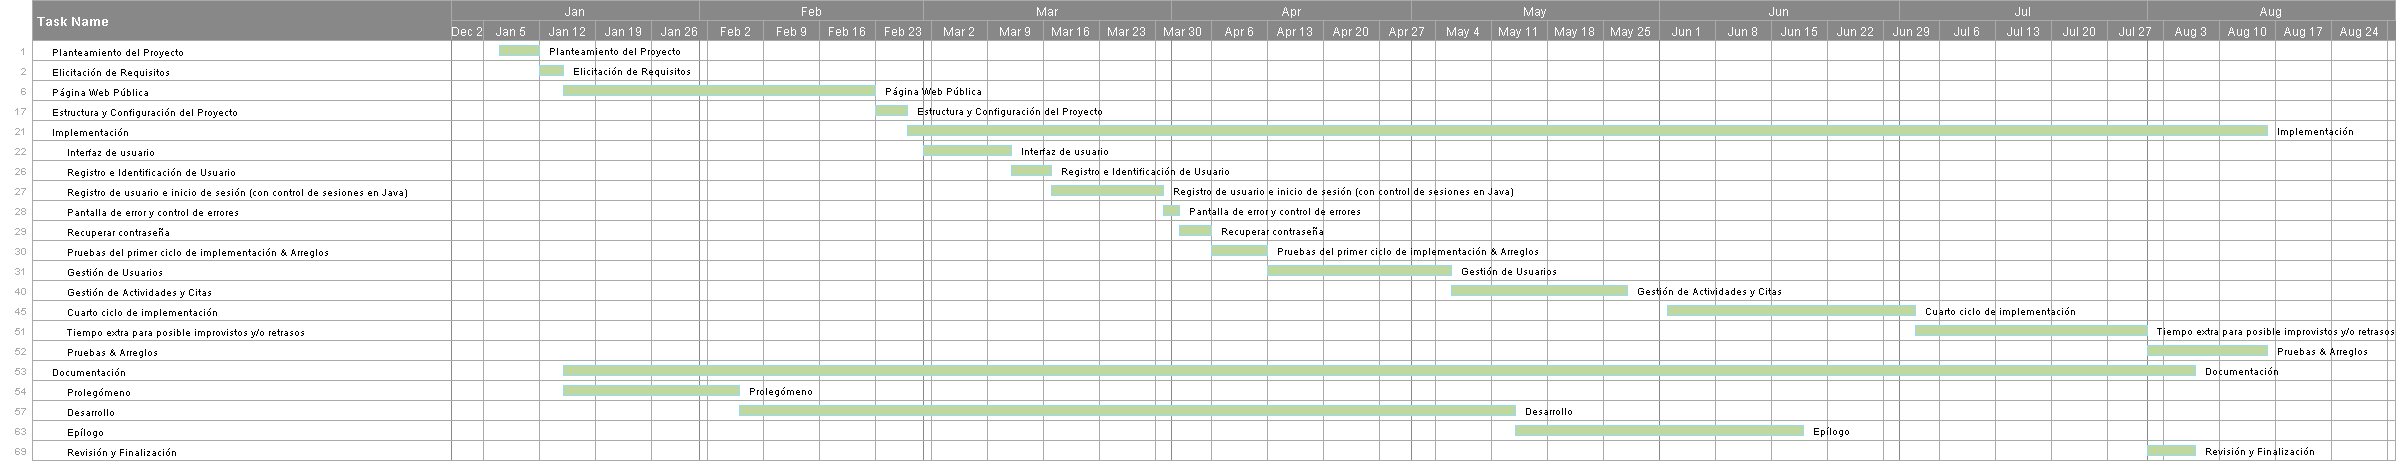 Task Name
Jan Feb Mar Apr May Jun Jul Aug
Dec 2 Jan 5 Jan 12 Jan 19 Jan 26 Feb 2 Feb 9 Feb 16 Feb 23 Mar 2 Mar 9 Mar 16 Mar 23 Mar 30 Apr 6 Apr 13 Apr 20 Apr 27 May 4 May 11 May 18 May 25 Jun 1 Jun 8 Jun 15 Jun 22 Jun 29 Jul 6 Jul 13 Jul 20 Jul 27 Aug 3 Aug 10 Aug 17 Aug 24
1 Planteamiento del Proyecto Planteamiento del Proyecto
2 Elicitación de Requisitos Elicitación de Requisitos
6 Página Web Pública Página Web Pública
17 Estructura y Configuración del Proyecto Estructura y Configuración del Proyecto
21 Implementación Implementación
22 Interfaz de usuario Interfaz de usuario
26 Registro e Identificación de Usuario Registro e Identificación de Usuario
27 Registro de usuario e inicio de sesión (con control de sesiones en Java) Registro de usuario e inicio de sesión (con control de sesiones en Java)
28 Pantalla de error y control de errores Pantalla de error y control de errores
29 Recuperar contraseña Recuperar contraseña
30 Pruebas del primer ciclo de implementación & Arreglos Pruebas del primer ciclo de implementación & Arreglos
31 Gestión de Usuarios Gestión de Usuarios
40 Gestión de Actividades y Citas Gestión de Actividades y Citas
45 Cuarto ciclo de implementación Cuarto ciclo de implementación
51 Tiempo extra para posible improvistos y/o retrasos Tiempo extra para posible improvistos y/o retrasos
52 Pruebas & Arreglos Pruebas & Arreglos
53 Documentación Documentación
54 Prolegómeno Prolegómeno
57 Desarrollo Desarrollo
63 Epílogo Epílogo
69 Revisión y Finalización Revisión y Finalización